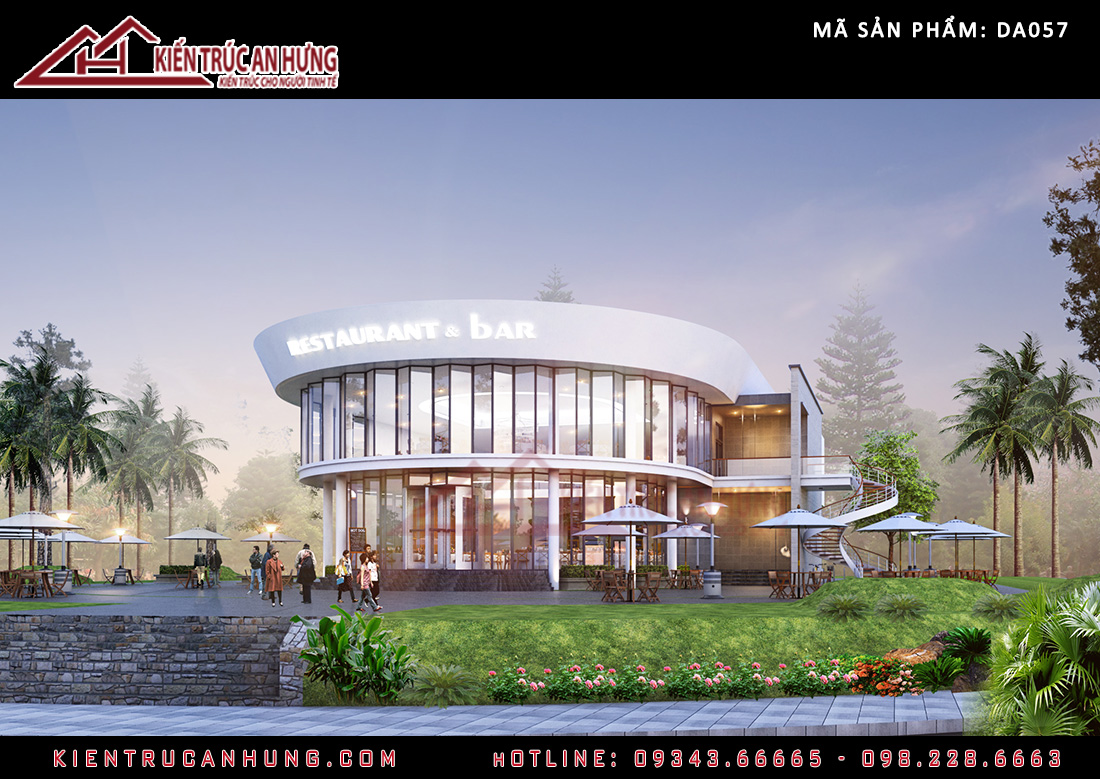 KIẾN TRÚC AN HƯNG
KIẾN TRÚC CHO NGƯỜI TINH TẾ
MÃ SẢN PHẨM: DA057
RESTAURANT & bAR
KIENTRUCANHUNG.COM
HOTLINE: 09343.66665 - 098.228.6663